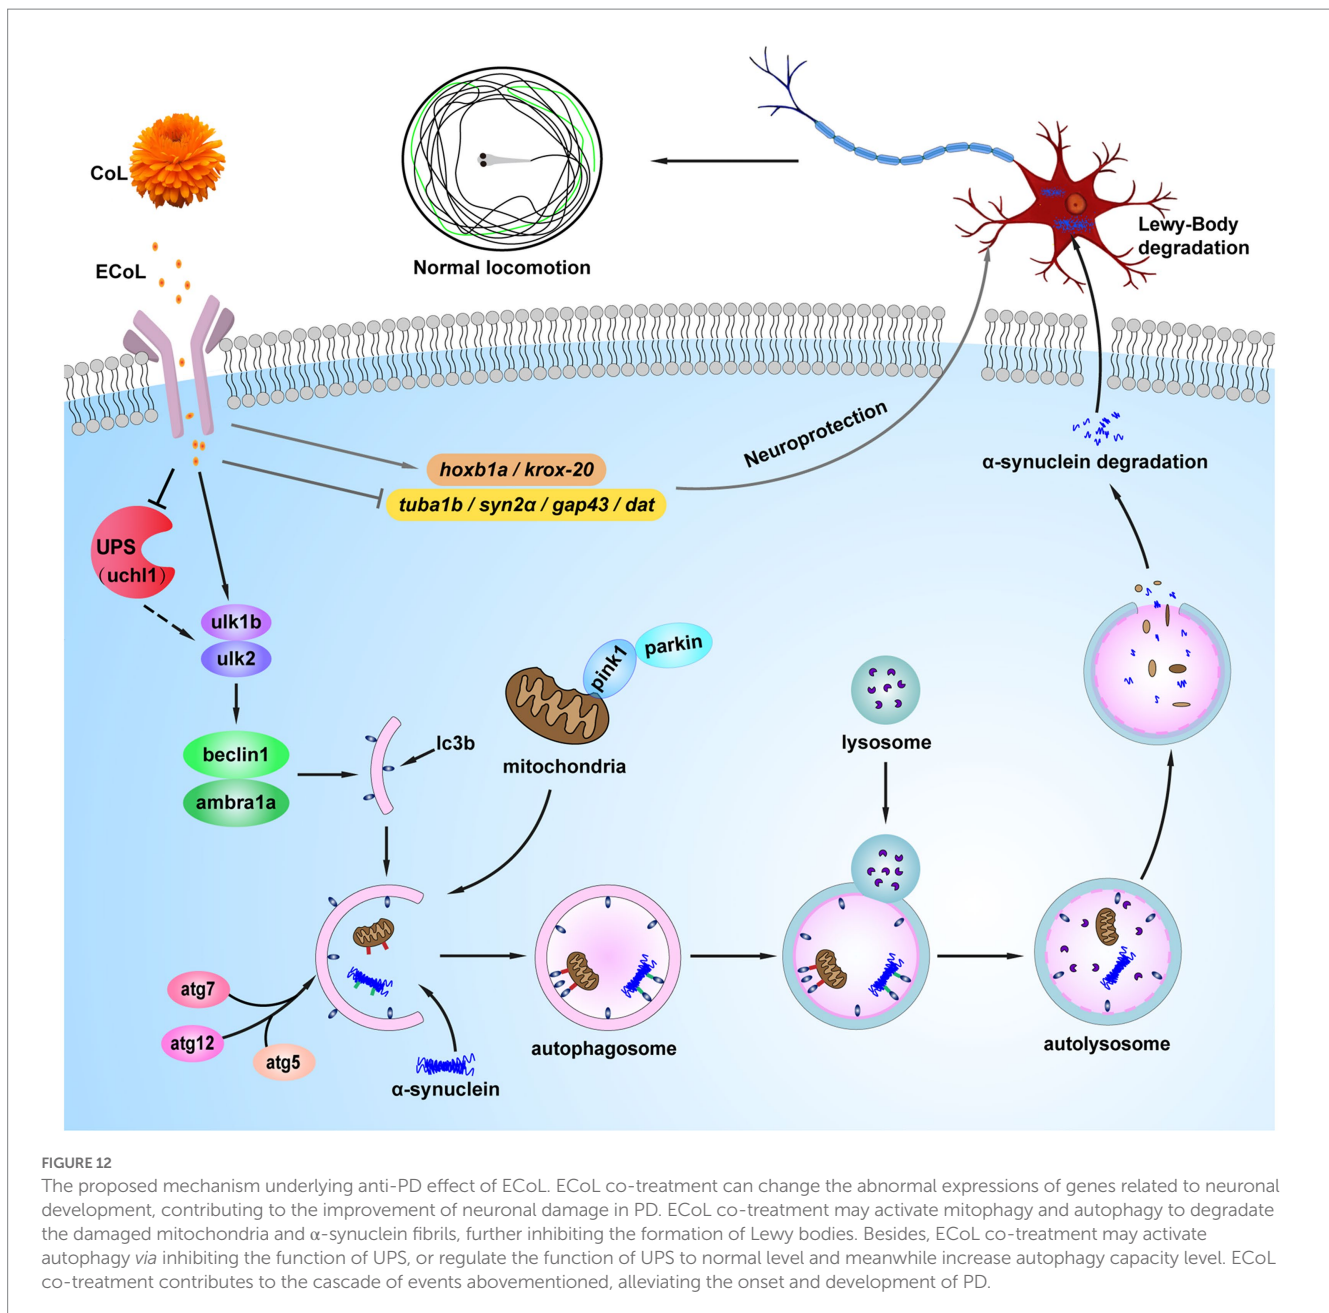 CoL
ECoL
Normal locomotion
Lewy-Body
degradation
hoxb1a / krox-20
tuba1b / syn2α / gap43 / dat
Neuroprotection
α-synuclein degradation
UPS
(uchl1)
ulk1b
ulk2
beclin1
ambra1a
lc3b
pink1
parkin
mitochondria
lysosome
atg7
atg12
atg5
α-synuclein
autophagosome
autolysosome
FIGURE 12
The proposed mechanism underlying anti-PD effect of ECoL. ECoL co-treatment can change the abnormal expressions of genes related to neuronal
development, contributing to the improvement of neuronal damage in PD. ECoL co-treatment may activate mitophagy and autophagy to degradate
the damaged mitochondria and α-synuclein fibrils, further inhibiting the formation of Lewy bodies. Besides, ECoL co-treatment may activate
autophagy via inhibiting the function of UPS, or regulate the function of UPS to normal level and meanwhile increase autophagy capacity level. ECoL
co-treatment contributes to the cascade of events abovementioned, alleviating the onset and development of PD.